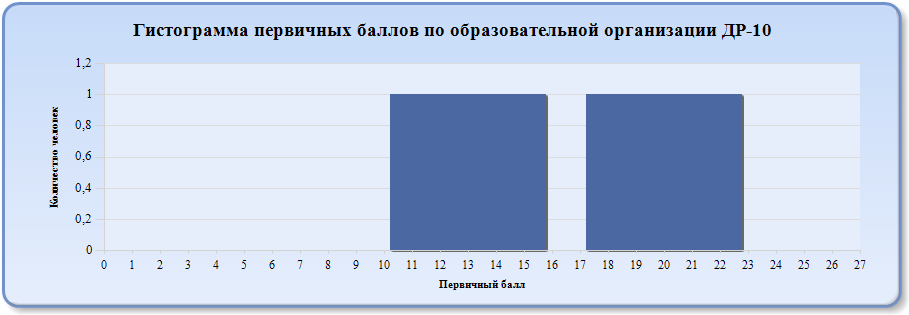 Гистограмма первичных баллов по образовательной организации ДР-10
1,2
1
0,8
0,6
0,4
0,2
0
Количество человек
0 1 2 3 4 5 6 7 8 9 10 11 12 13 14 15 16 17 18 19 20 21 22 23 24 25 26 27
Первичный балл